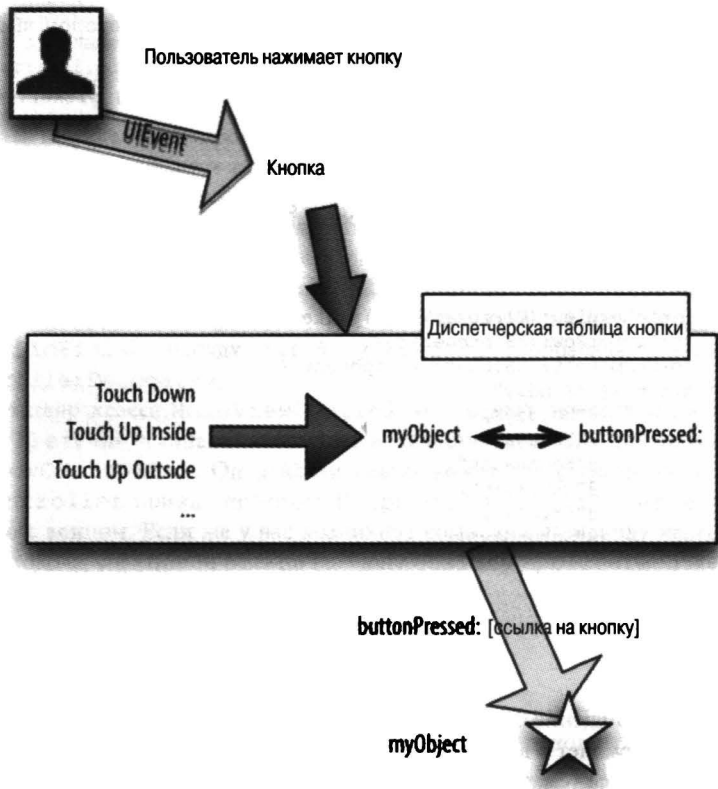 Пользователь нажимает кнопку
UIEvent
Кнопка
Диспетчерская таблица кнопки
Touch Down
Touch Up Inside
Touch Up Outside
...
myObject
buttonPressed:
buttonPressed: [ссылка на кнопку]
myObject